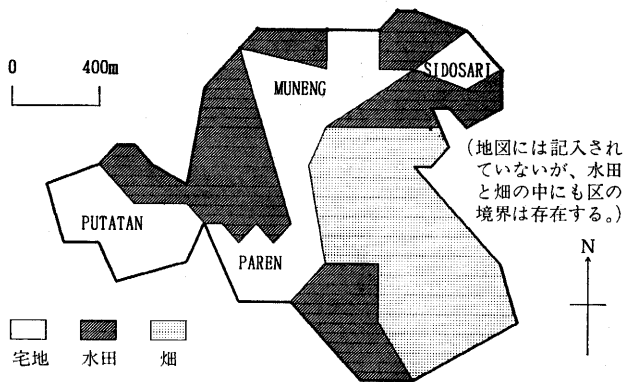 0 400m
MUNENG
SIDOSARI
(地図には記入され
ていないが、水田
と畑の中にも区の
境界は存在する。)
PUTATAN
PAREN
N
宅地 水田 畑